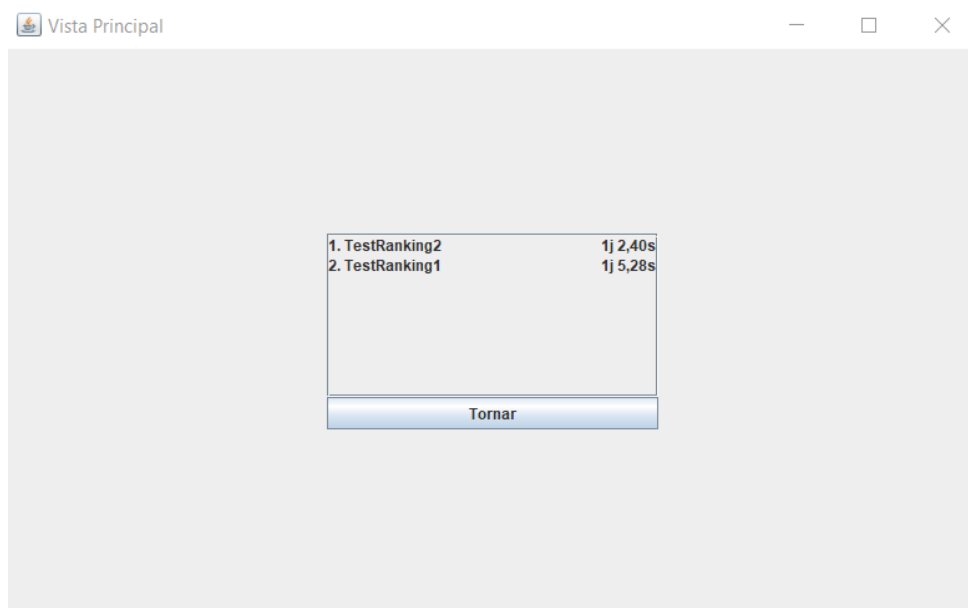 Vista Principal
1. TestRanking2 1j 2,40s
2. TestRanking1 1j 5,28s
Tornar